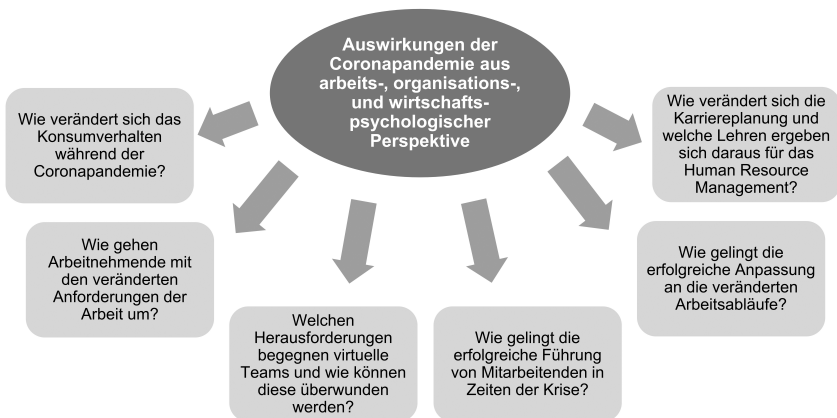 Auswirkungen der
Coronapandemie aus
arbeits-, organisations-,
und wirtschafts-
psychologischer
Perspektive
Wie verändert sich das
Konsumverhalten
während der
Coronapandemie?
Wie gehen
Arbeitnehmende mit
den veränderten
Anforderungen der
Arbeit um?
Welchen
Herausforderungen
begegnen virtuelle
Teams und wie können
diese überwunden
werden?
Wie gelingt die
erfolgreiche Führung
von Mitarbeitenden in
Zeiten der Krise?
Wie gelingt die
erfolgreiche Anpassung
an die veränderten
Arbeitsabläufe?
Wie verändert sich die
Karriereplanung und
welche Lehren ergeben
sich daraus für das
Human Resource
Management?